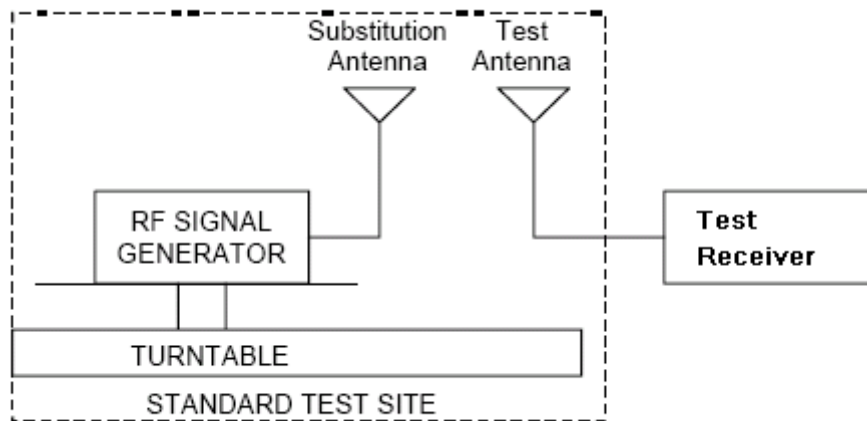 Substitution
Antenna
Test
Antenna
RF SIGNAL
GENERATOR
Test
Receiver
TURNTABLE
STANDARD TEST SITE